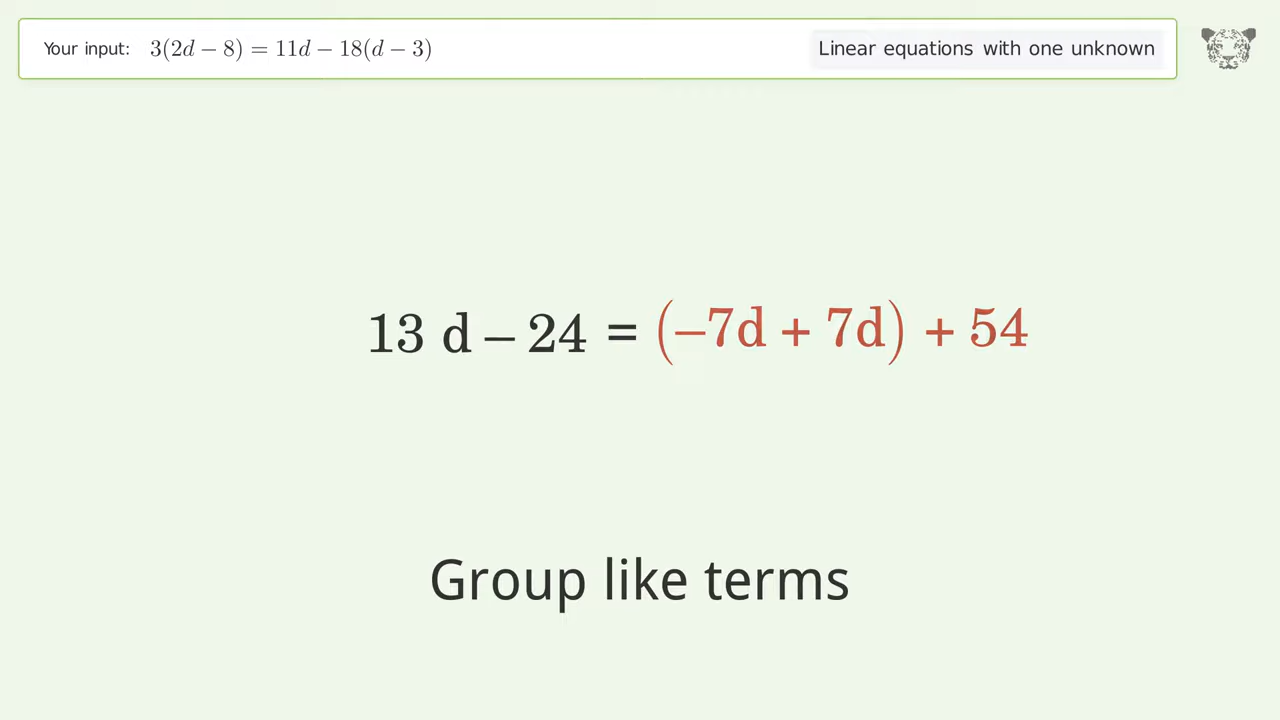 Your input: 3(2d − 8) = 11d − 18(d − 3)
Linear equations with one unknown
13 d – 24 = (–7d + 7d) + 54
Group like terms